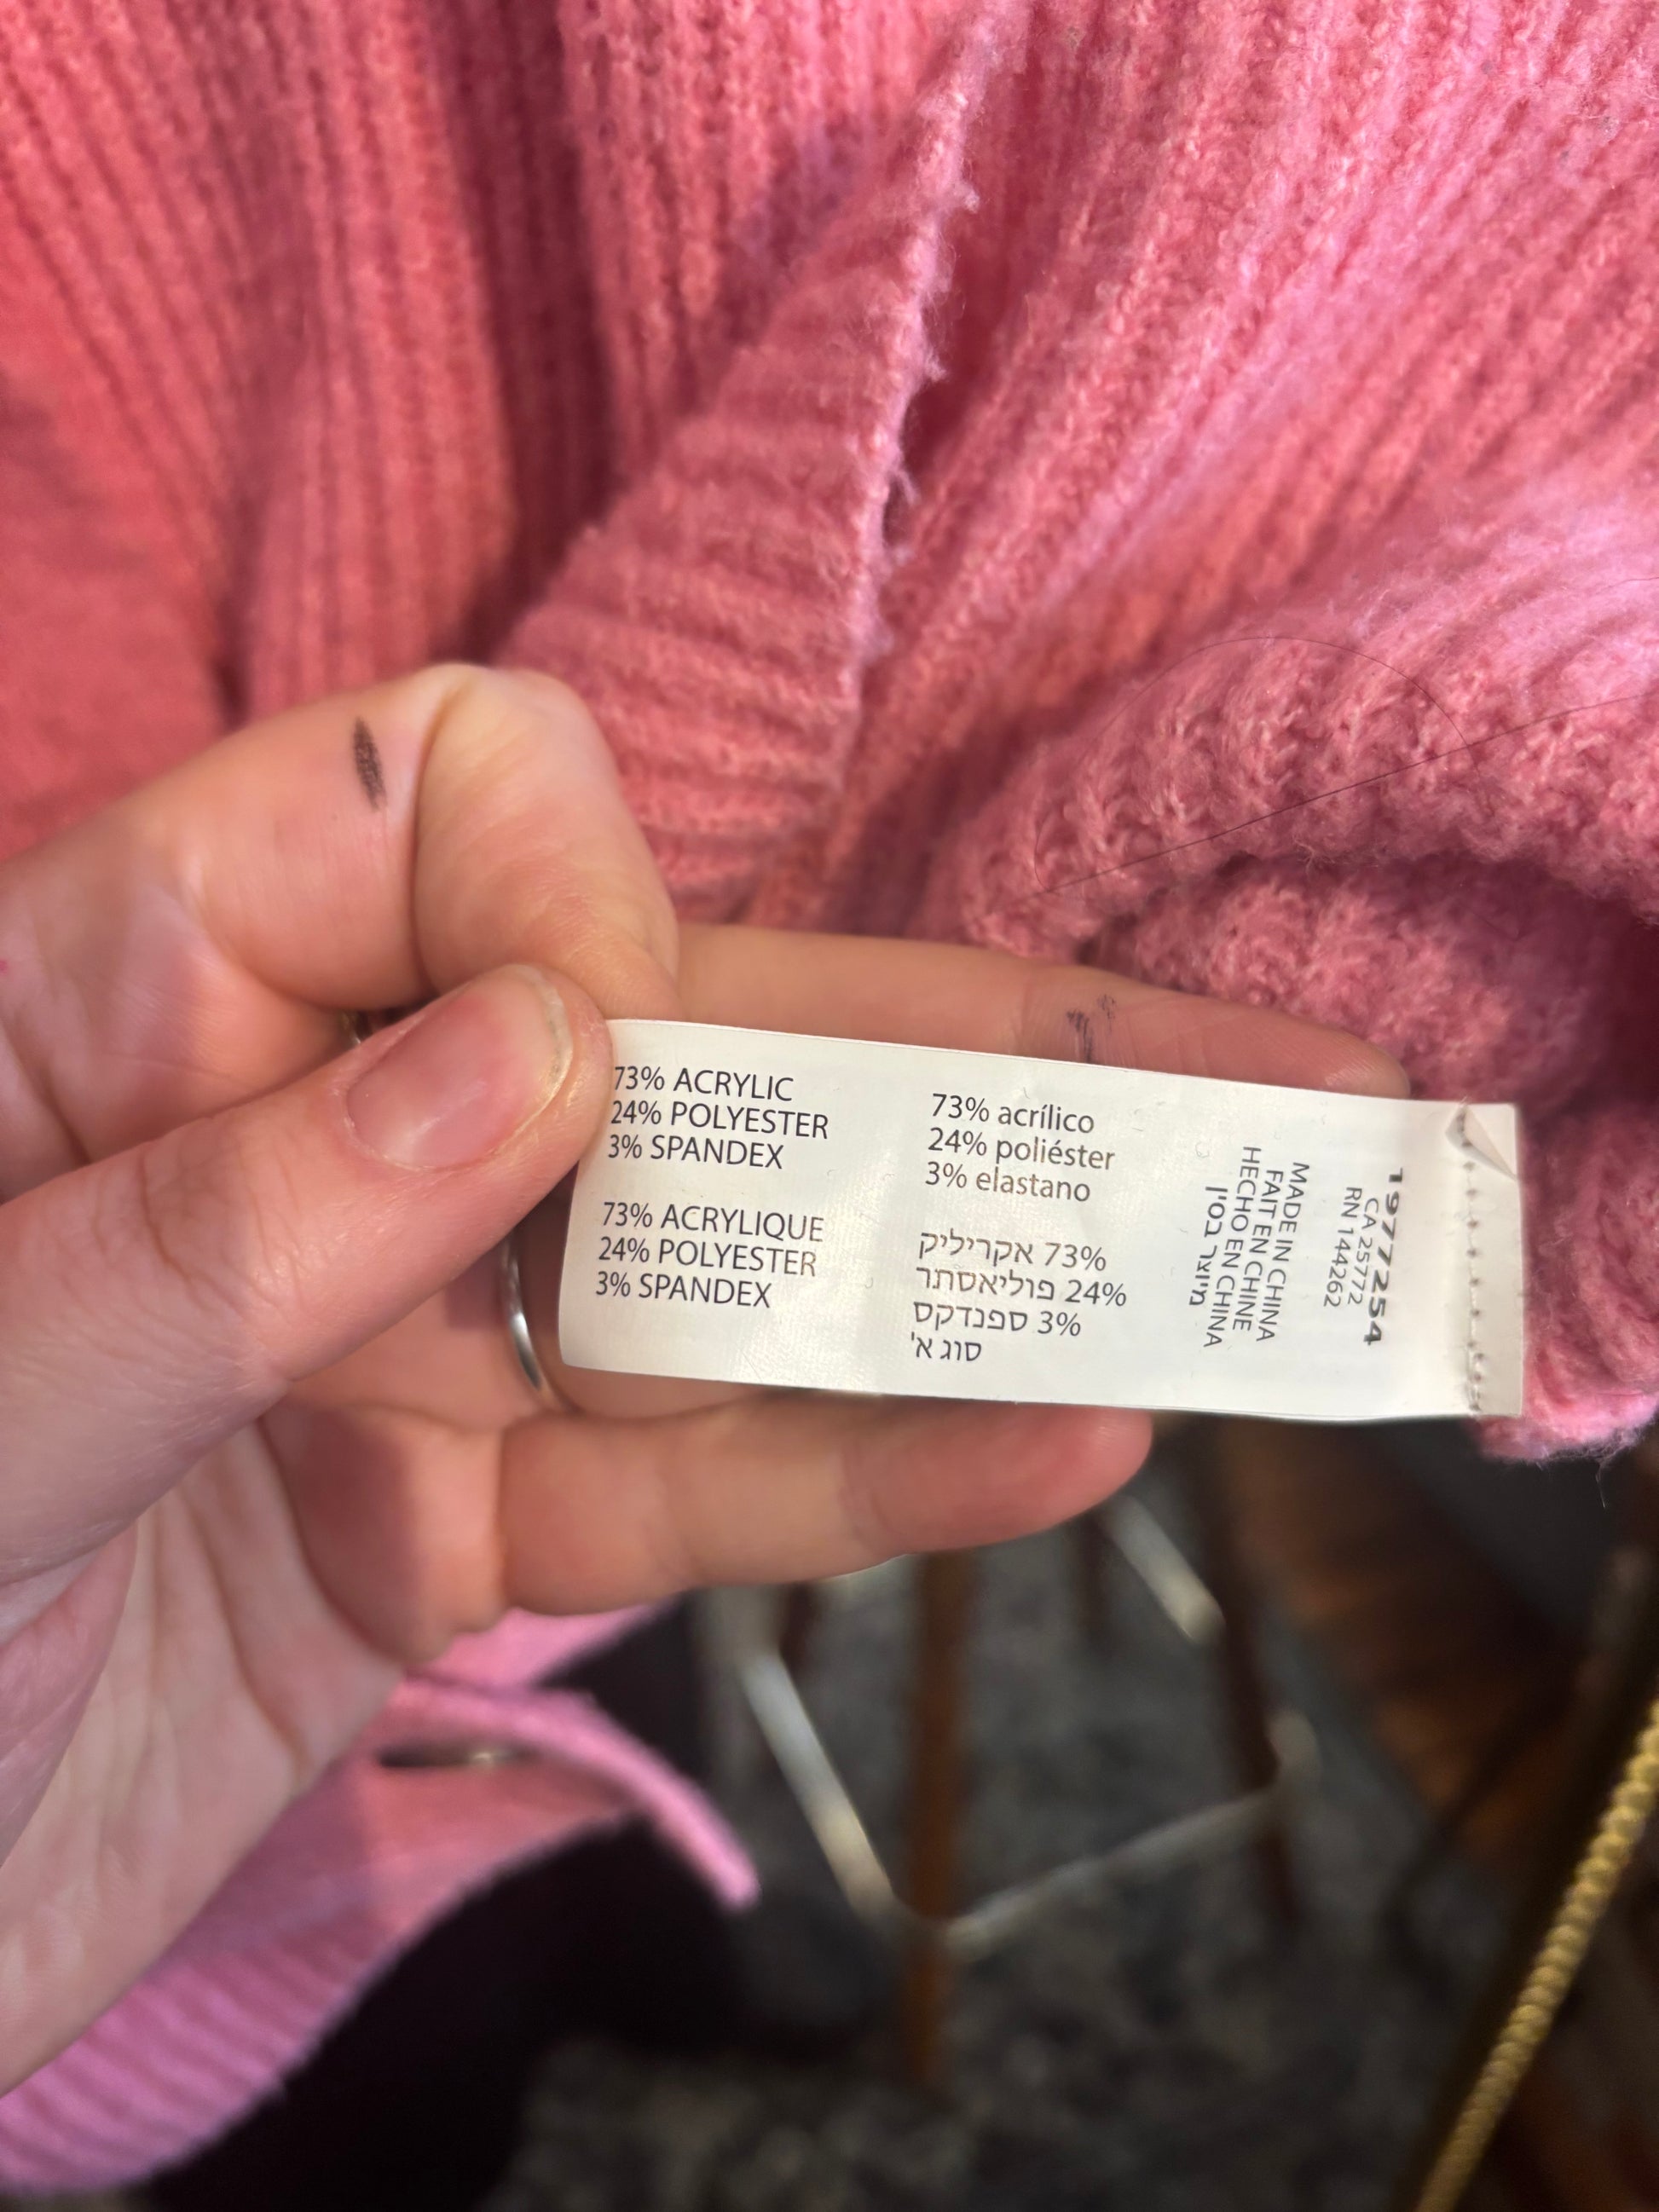 73% ACRYLIC
24% POLYESTER
3% SPANDEX
73% ACRYLIQUE
24% POLYESTER
3% SPANDEX
73% acrílico
24% poliéster
3% elastano
73% אקריליק
24% פוליאסתר
3% ספנדקס
סוג א'
MADE IN CHINA
FAIT EN CHINE
HECHO EN CHINA
מיוצר בסין
1977254
CA 25772
RN 144262